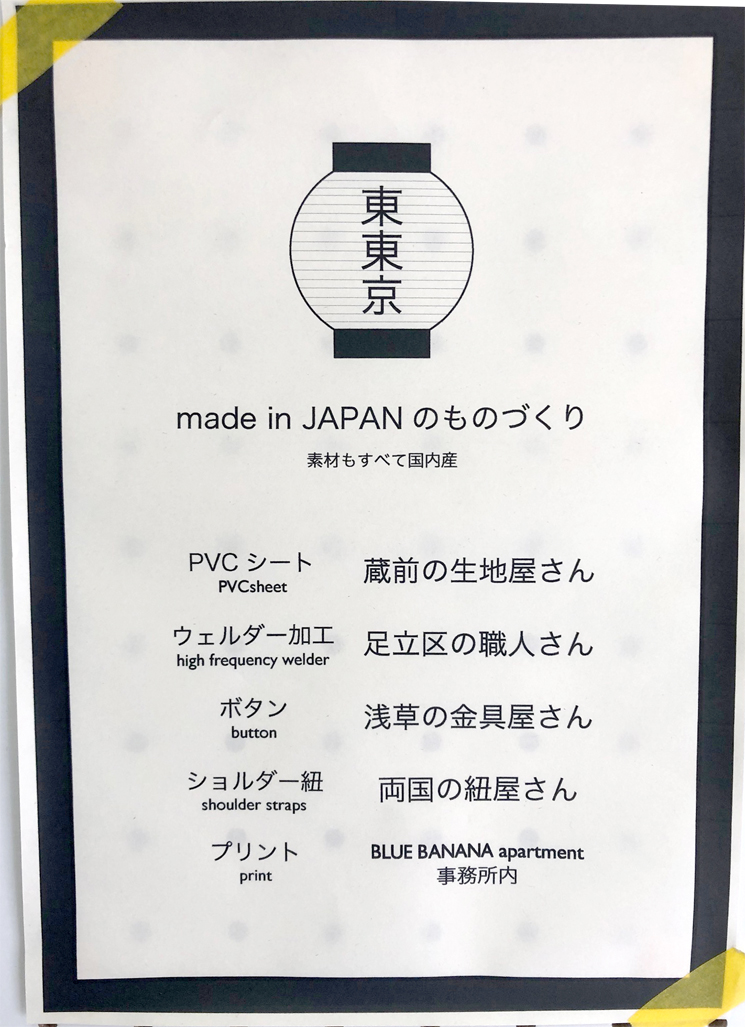 東東京
made in JAPAN のものづくり
素材もすべて国内産
PVC シート
PVCsheet
蔵前の生地屋さん
ウェルダー加工
high frequency welder
足立区の職人さん
ボタン
button
浅草の金具屋さん
ショルダー紐
shoulder straps
両国の紐屋さん
プリント
print
BLUE BANANA apartment
事務所内